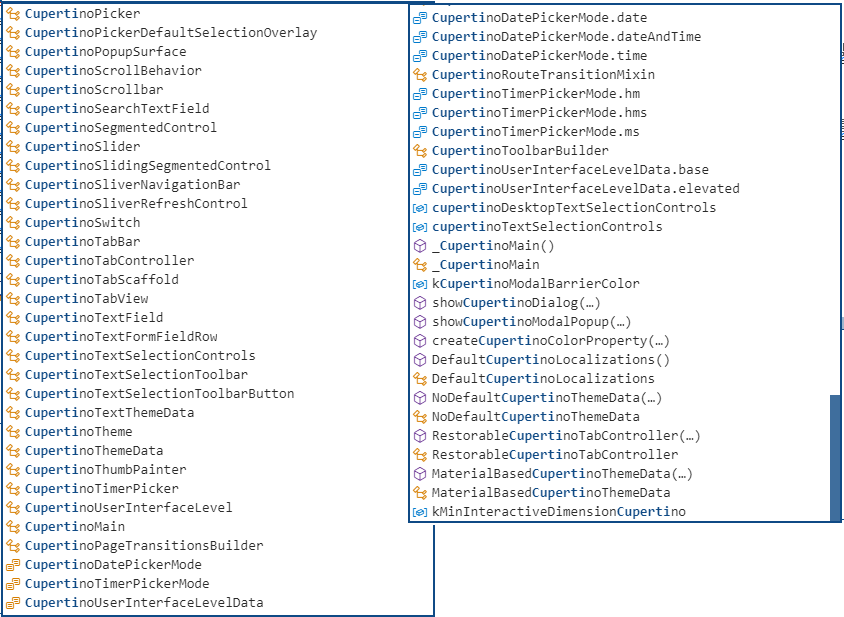 CupertinoPicker
CupertinoPickerDefaultSelectionOverlay
CupertinoPopupSurface
CupertinoScrollBehavior
CupertinoScrollbar
CupertinoSearchTextField
CupertinoSegmentedControl
CupertinoSlider
CupertinoSlidingSegmentedControl
CupertinoSliverNavigationBar
CupertinoSliverRefreshControl
CupertinoSwitch
CupertinoTabBar
CupertinoTabController
CupertinoTabScaffold
CupertinoTabView
CupertinoTextField
CupertinoTextFormFieldRow
CupertinoTextSelectionControls
CupertinoTextSelectionToolbar
CupertinoTextSelectionToolbarButton
CupertinoTextThemeData
CupertinoTheme
CupertinoThemeData
CupertinoThumbPainter
CupertinoTimerPicker
CupertinoUserInterfaceLevel
CupertinoMain
CupertinoPageTransitionsBuilder
CupertinoDatePickerMode
CupertinoTimerPickerMode
CupertinoUserInterfaceLevelData
CupertinoDatePickerMode.date
CupertinoDatePickerMode.dateAndTime
CupertinoDatePickerMode.time
CupertinoRouteTransitionMixin
CupertinoTimerPickerMode.hm
CupertinoTimerPickerMode.hms
CupertinoTimerPickerMode.ms
CupertinoToolbarBuilder
CupertinoUserInterfaceLevelData.base
CupertinoUserInterfaceLevelData.elevated
cupertinoDesktopTextSelectionControls
cupertinoTextSelectionControls
_CupertinoMain()
_CupertinoMain
kCupertinoModalBarrierColor
showCupertinoDialog(…)
showCupertinoModalPopup(…)
createCupertinoColorProperty(…)
DefaultCupertinoLocalizations()
DefaultCupertinoLocalizations
NoDefaultCupertinoThemeData(…)
NoDefaultCupertinoThemeData
RestorableCupertinoTabController(…)
RestorableCupertinoTabController
MaterialBasedCupertinoThemeData(…)
MaterialBasedCupertinoThemeData
kMinInteractiveDimensionCupertino